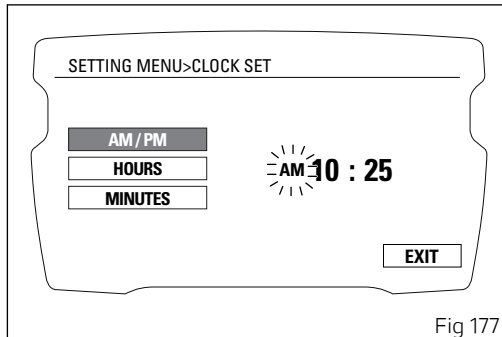 SETTING MENU>CLOCK SET
AM / PM
HOURS
MINUTES
AM 10 : 25
EXIT
Fig 177